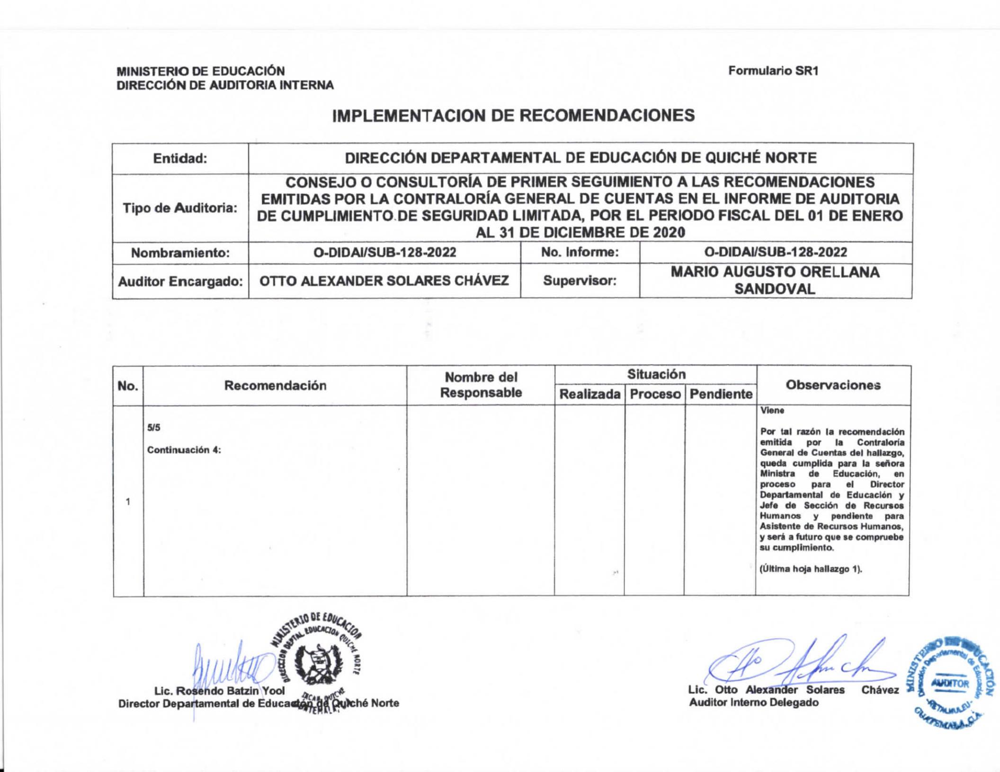 MINISTERIO DE EDUCACIÓN
DIRECCIÓN DE AUDITORIA INTERNA
Formulario SR1
IMPLEMENTACION DE RECOMENDACIONES
Entidad:
DIRECCIÓN DEPARTAMENTAL DE EDUCACIÓN DE QUICHÉ NORTE
Tipo de Auditoria:
CONSEJO O CONSULTORÍA DE PRIMER SEGUIMIENTO A LAS RECOMENDACIONES
EMITIDAS POR LA CONTRALORÍA GENERAL DE CUENTAS EN EL INFORME DE AUDITORIA
DE CUMPLIMIENTO DE SEGURIDAD LIMITADA, POR EL PERIODO FISCAL DEL 01 DE ENERO
AL 31 DE DICIEMBRE DE 2020
Nombramiento:
O-DIDAI/SUB-128-2022
No. Informe:
O-DIDAI/SUB-128-2022
Auditor Encargado:
OTTO ALEXANDER SOLARES CHÁVEZ
Supervisor:
MARIO AUGUSTO ORELLANA
SANDOVAL
No.
Recomendación
Nombre del
Responsable
Situación
Realizada
Proceso
Pendiente
Observaciones
1
5/5
Continuación 4:
Viene
Por tal razón la recomendación
emitida por la Contraloría
General de Cuentas del hallazgo,
queda cumplida para la señora
Ministra de Educación, en
proceso para el Director
Departamental de Educación y
Jefe de Sección de Recursos
Humanos y pendiente para
Asistente de Recursos Humanos,
y será a futuro que se compruebe
su cumplimiento.
(Última hoja hallazgo 1).
MINISTERIO DE EDUCACION
DIRECCION DEPTAL EDUCACION QUICHE NORTE
Lic. Rosendo Batzin Yool
Director Departamental de Educación de Quiché Norte
Lic. Otto Alexander Solares Chávez
Auditor Interno Delegado
MINISTERIO DE EDUCACIÓN
Dirección Departamental de Educación
AUDITOR
-RETALHULEU-
GUATEMALA, C.A.